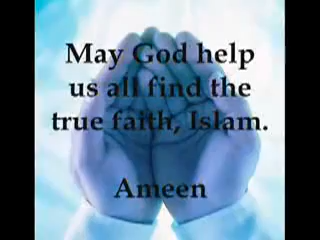 May God help
us all find the
true faith, Islam.
Ameen